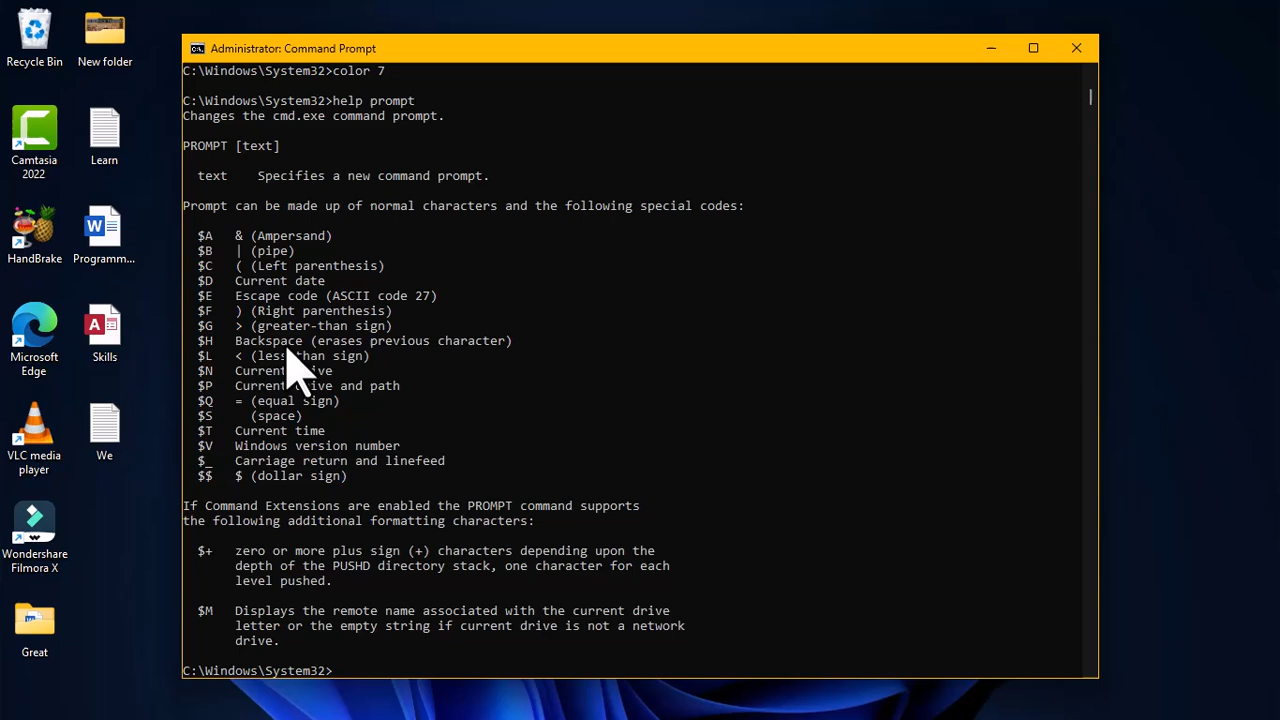 Recycle Bin
New folder
Camtasia
2022
Learn
HandBrake
Programm...
Microsoft
Edge
Skills
VLC media
player
We
Wondershare
Filmora X
Great
Administrator: Command Prompt
C:\Windows\System32>color 7
C:\Windows\System32>help prompt
Changes the cmd.exe command prompt.
PROMPT [text]
text    Specifies a new command prompt.
Prompt can be made up of normal characters and the following special codes:
$A   & (Ampersand)
$B   | (pipe)
$C   ( (Left parenthesis)
$D   Current date
$E   Escape code (ASCII code 27)
$F   ) (Right parenthesis)
$G   > (greater-than sign)
$H   Backspace (erases previous character)
$L   < (less-than sign)
$N   Current drive
$P   Current drive and path
$Q   = (equal sign)
$S     (space)
$T   Current time
$V   Windows version number
$_   Carriage return and linefeed
$$   $ (dollar sign)
If Command Extensions are enabled the PROMPT command supports
the following additional formatting characters:
$+   zero or more plus sign (+) characters depending upon the
depth of the PUSHD directory stack, one character for each
level pushed.
$M   Displays the remote name associated with the current drive
letter or the empty string if current drive is not a network
drive.
C:\Windows\System32>